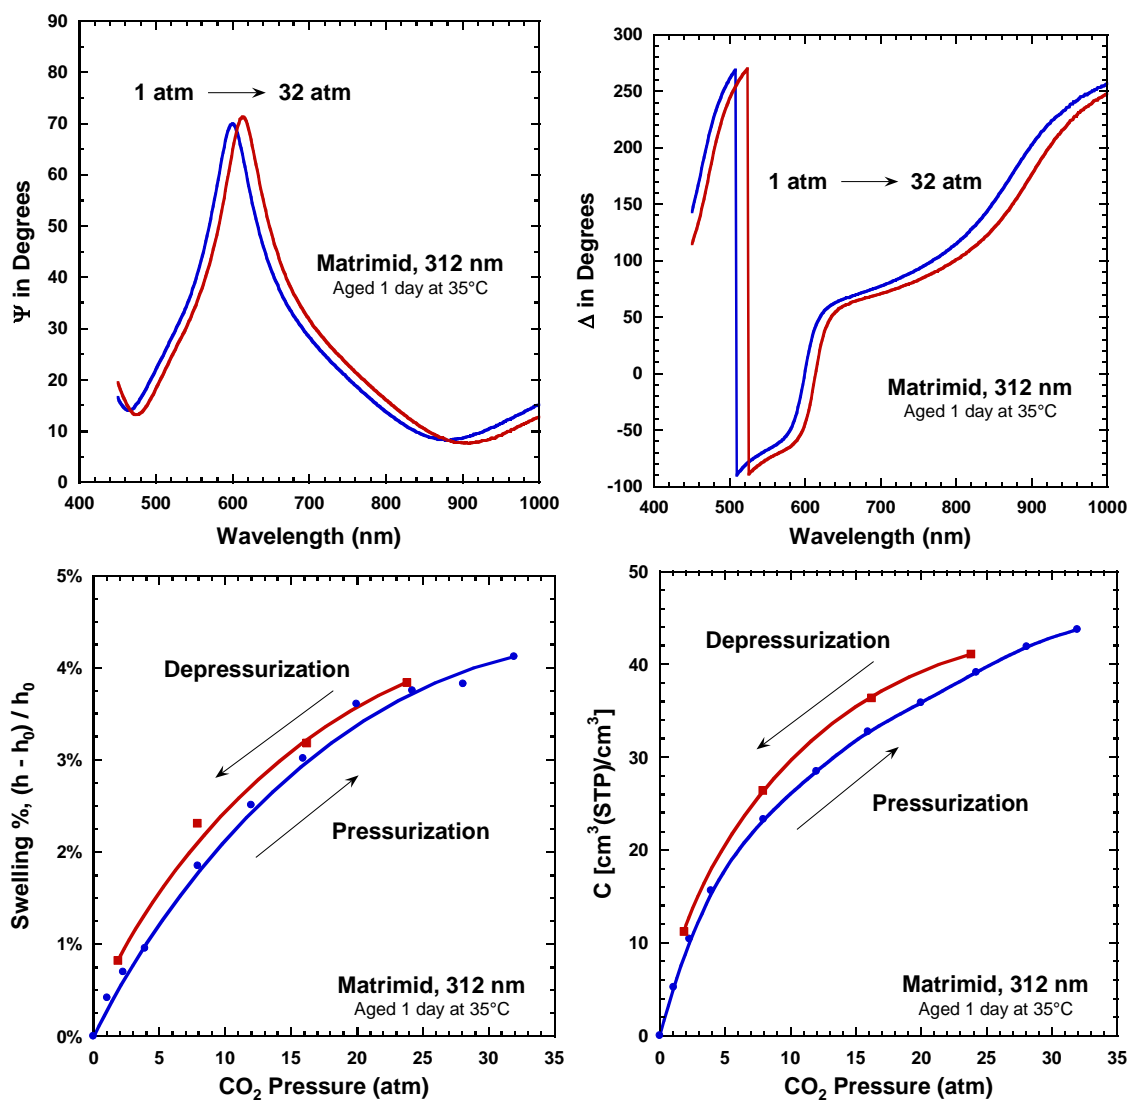 90
80
70
60
50
40
30
20
10
0
Ψ in Degrees
1 atm 32 atm
Matrimid, 312 nm
Aged 1 day at 35°C
400 500 600 700 800 900 1000
Wavelength (nm)
300
250
200
150
100
50
0
-50
-100
Δ in Degrees
1 atm 32 atm
Matrimid, 312 nm
Aged 1 day at 35°C
400 500 600 700 800 900 1000
Wavelength (nm)
5%
4%
3%
2%
1%
0%
Swelling %, (h - h₀) / h₀
Depressurization
Pressurization
Matrimid, 312 nm
Aged 1 day at 35°C
0 5 10 15 20 25 30 35
CO₂ Pressure (atm)
50
40
30
20
10
0
C [cm³(STP)/cm³]
Depressurization
Pressurization
Matrimid, 312 nm
Aged 1 day at 35°C
0 5 10 15 20 25 30 35
CO₂ Pressure (atm)